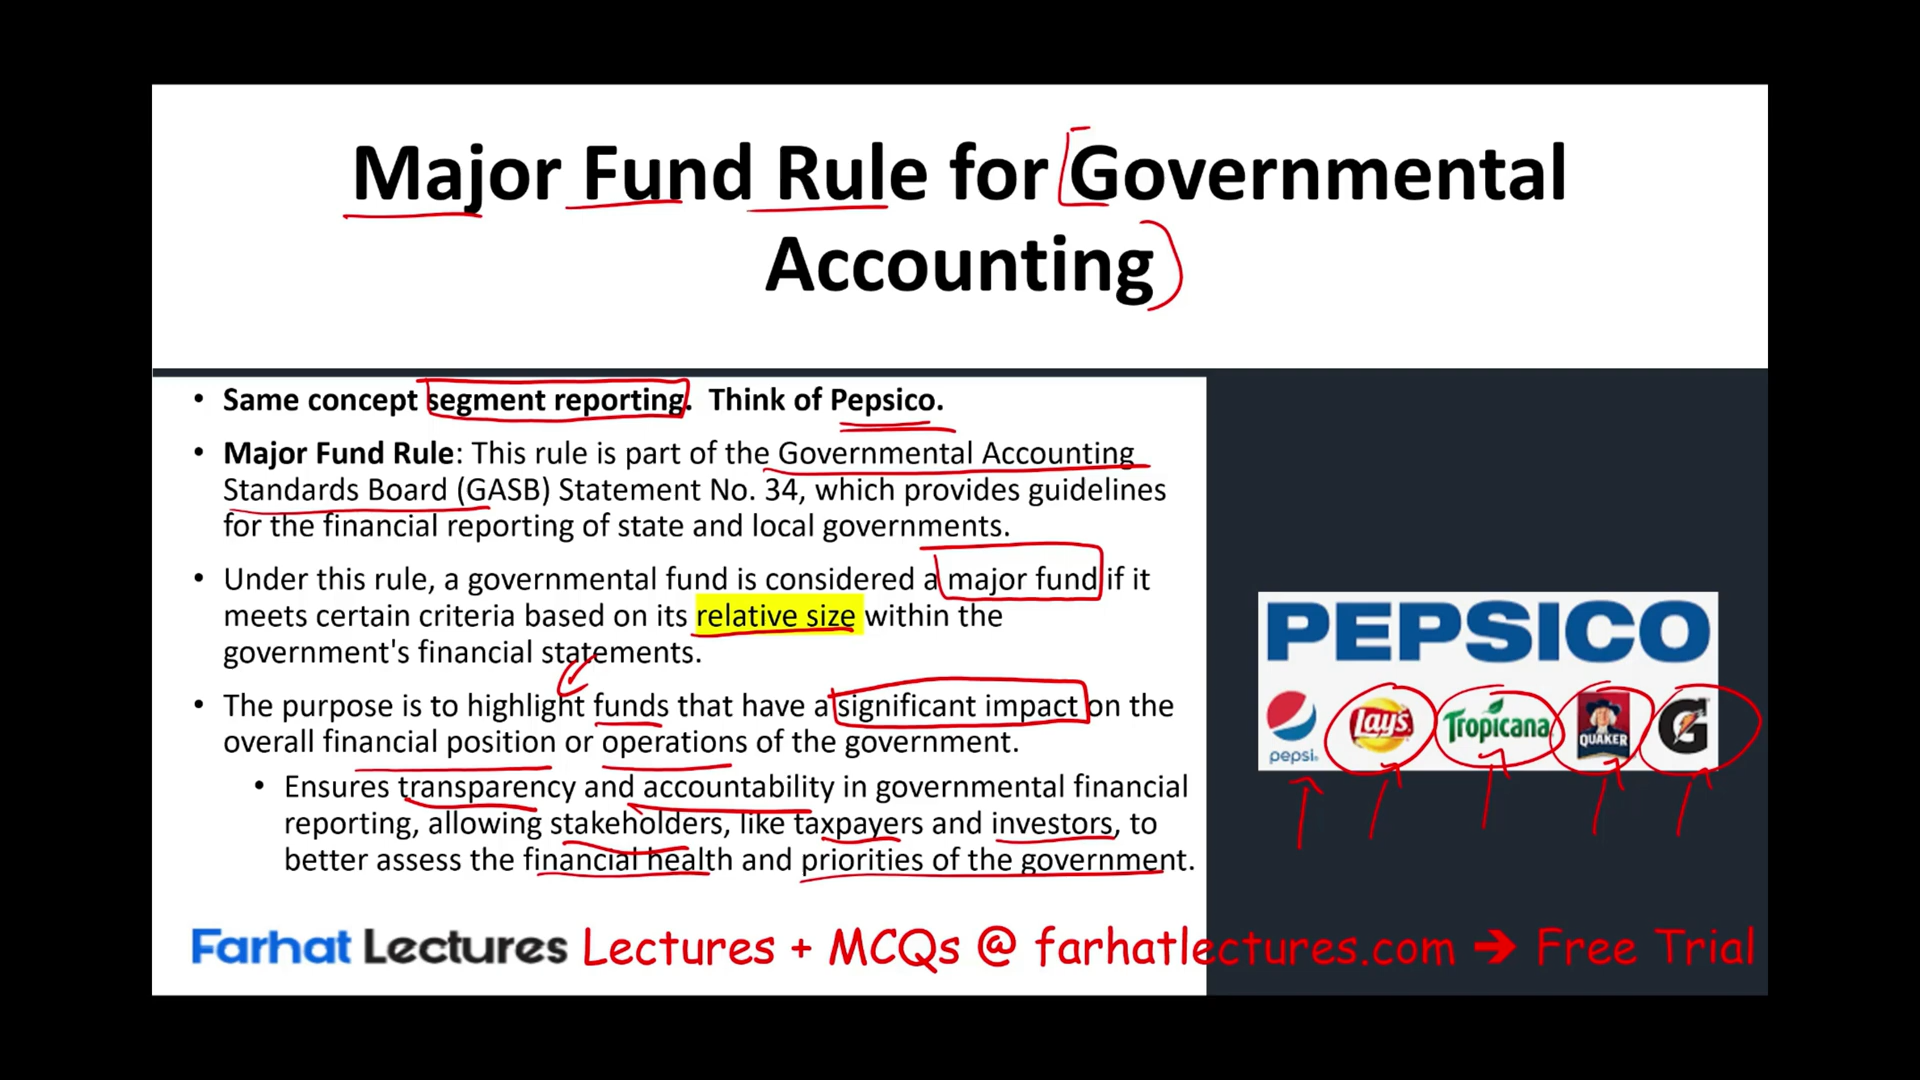 Major Fund Rule for Governmental
Accounting
• Same concept segment reporting. Think of Pepsico.
• Major Fund Rule: This rule is part of the Governmental Accounting
Standards Board (GASB) Statement No. 34, which provides guidelines
for the financial reporting of state and local governments.
• Under this rule, a governmental fund is considered a major fund if it
meets certain criteria based on its relative size within the
government's financial statements.
• The purpose is to highlight funds that have a significant impact on the
overall financial position or operations of the government.
• Ensures transparency and accountability in governmental financial
reporting, allowing stakeholders, like taxpayers and investors, to
better assess the financial health and priorities of the government.
PEPSICO
pepsi.
Lay's
Tropicana
QUAKER
G
Farhat Lectures Lectures + MCQs @ farhatlectures.com → Free Trial